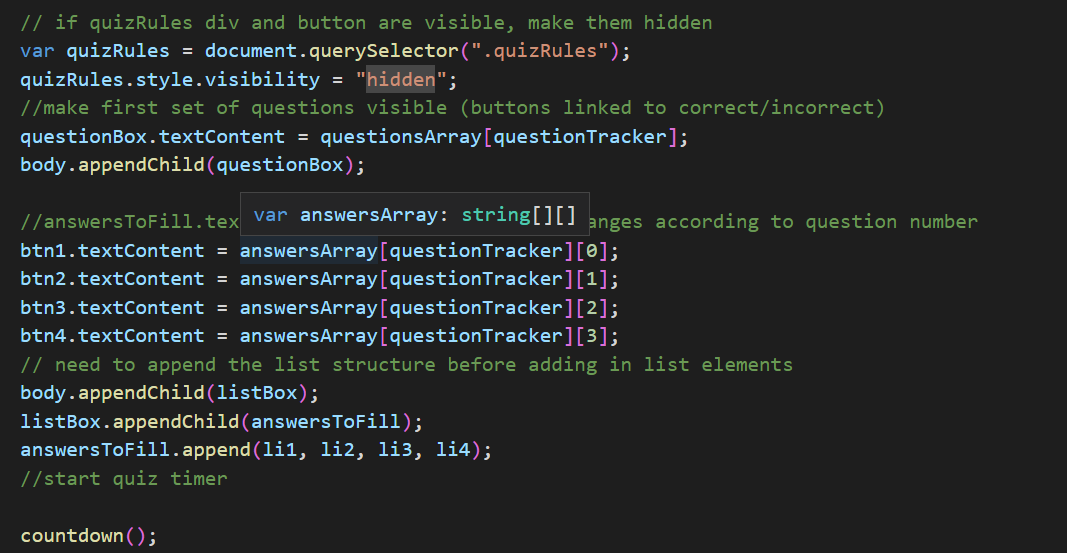 // if quizRules div and button are visible, make them hidden
var quizRules = document.querySelector(".quizRules");
quizRules.style.visibility = "hidden";
//make first set of questions visible (buttons linked to correct/incorrect)
questionBox.textContent = questionsArray[questionTracker];
body.appendChild(questionBox);
var answersArray: string[][]
//answersToFill.tex anges according to question number
btn1.textContent = answersArray[questionTracker][0];
btn2.textContent = answersArray[questionTracker][1];
btn3.textContent = answersArray[questionTracker][2];
btn4.textContent = answersArray[questionTracker][3];
// need to append the list structure before adding in list elements
body.appendChild(listBox);
listBox.appendChild(answersToFill);
answersToFill.append(li1, li2, li3, li4);
//start quiz timer
countdown();